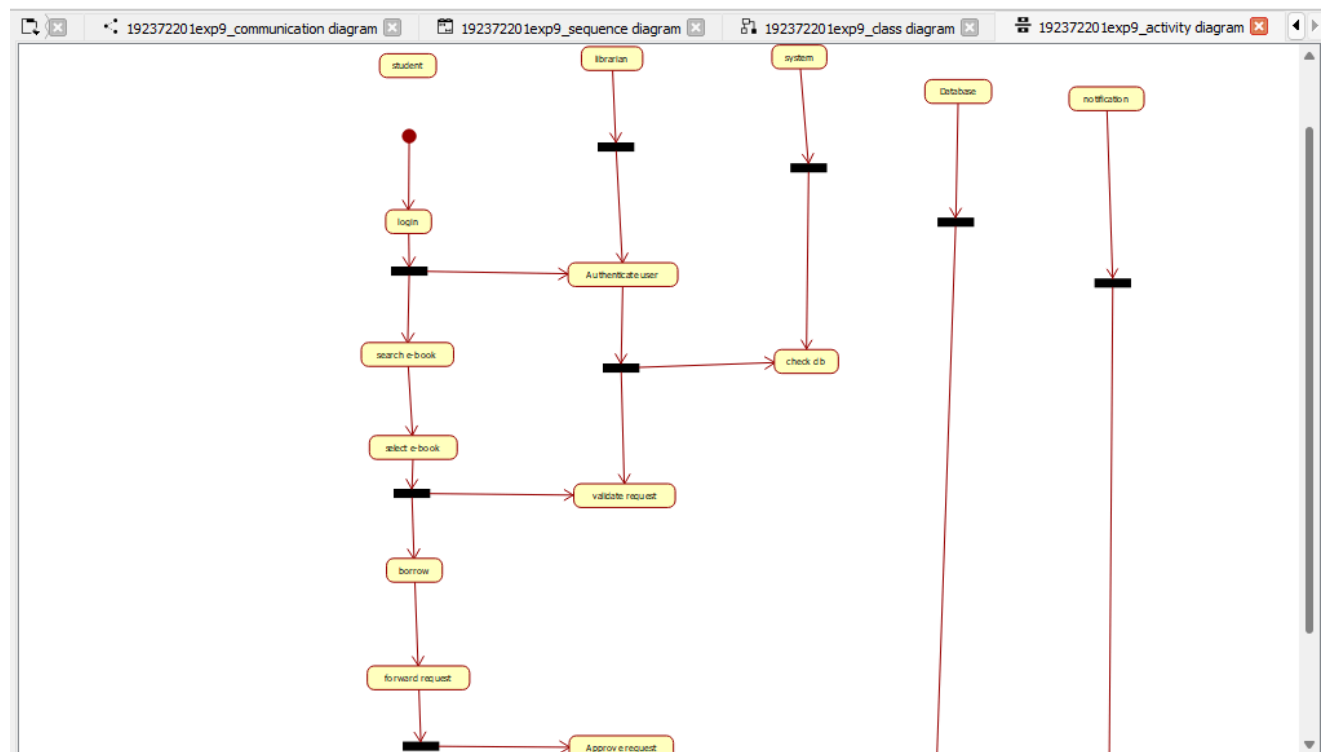 192372201exp9_communication diagram
192372201exp9_sequence diagram
192372201exp9_class diagram
192372201exp9_activity diagram
student
librarian
system
Database
notification
login
Authenticate user
search e-book
check db
select e-book
validate request
borrow
forward request
Approve request